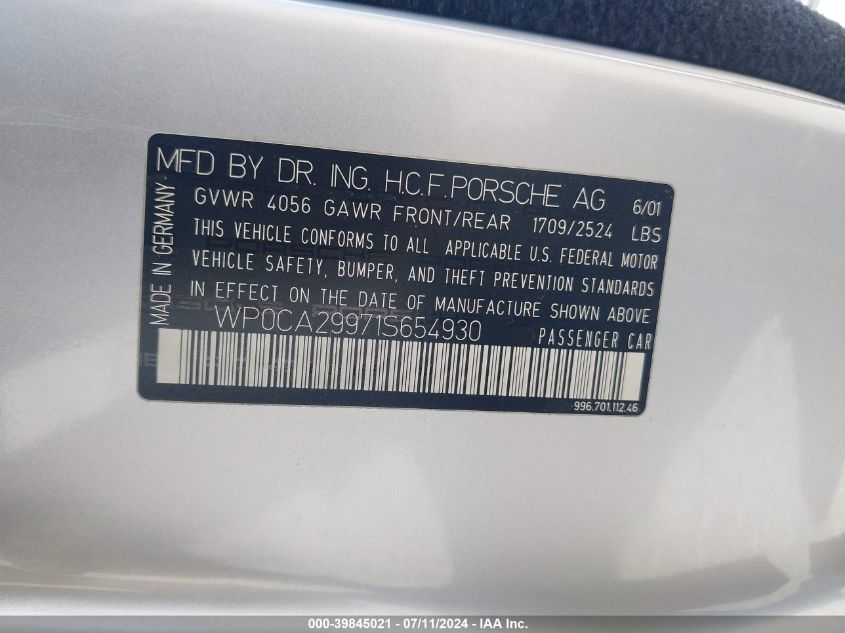 MFD BY DR. ING. H.C.F.PORSCHE AG 6/01
GVWR 4056 GAWR FRONT/REAR 1709/2524 LBS
THIS VEHICLE CONFORMS TO ALL APPLICABLE U.S. FEDERAL MOTOR
VEHICLE SAFETY, BUMPER, AND THEFT PREVENTION STANDARDS
IN EFFECT ON THE DATE OF MANUFACTURE SHOWN ABOVE
WP0CA29971S654930 PASSENGER CAR
996.701.112.46
MADE IN GERMANY
000-39845021 - 07/11/2024 - IAA Inc.